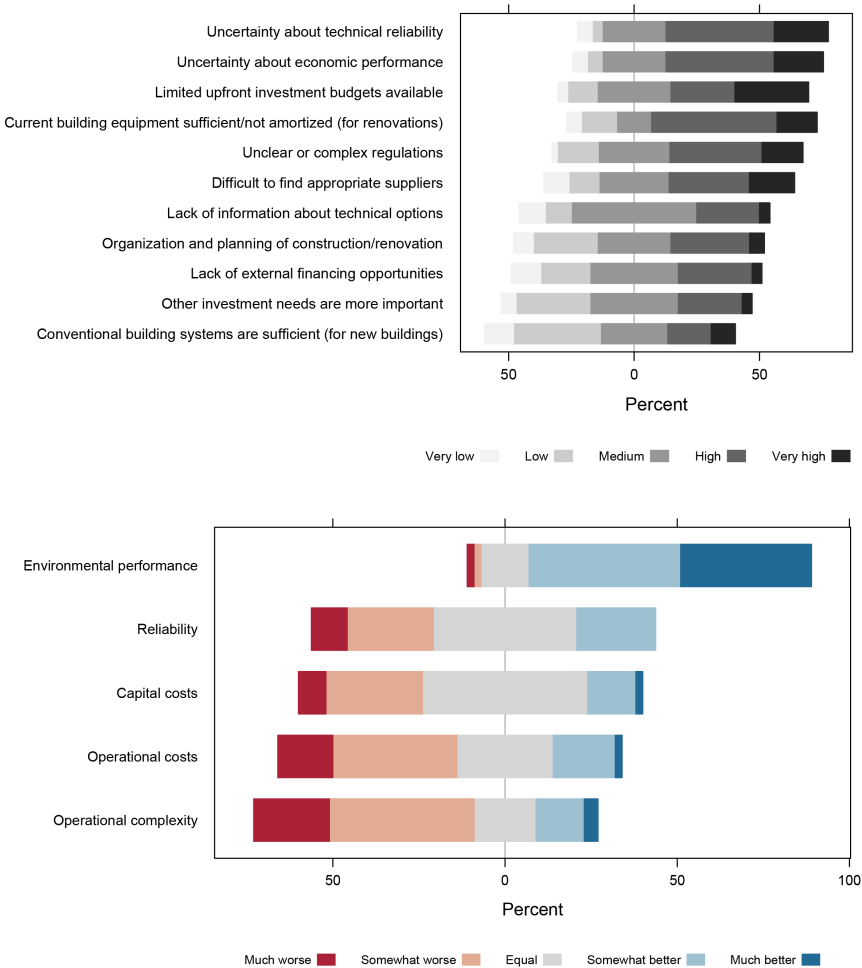 Uncertainty about technical reliability
Uncertainty about economic performance
Limited upfront investment budgets available
Current building equipment sufficient/not amortized (for renovations)
Unclear or complex regulations
Difficult to find appropriate suppliers
Lack of information about technical options
Organization and planning of construction/renovation
Lack of external financing opportunities
Other investment needs are more important
Conventional building systems are sufficient (for new buildings)
50 0 50
Percent
Very low Low Medium High Very high
Environmental performance
Reliability
Capital costs
Operational costs
Operational complexity
50 0 50 100
Percent
Much worse Somewhat worse Equal Somewhat better Much better